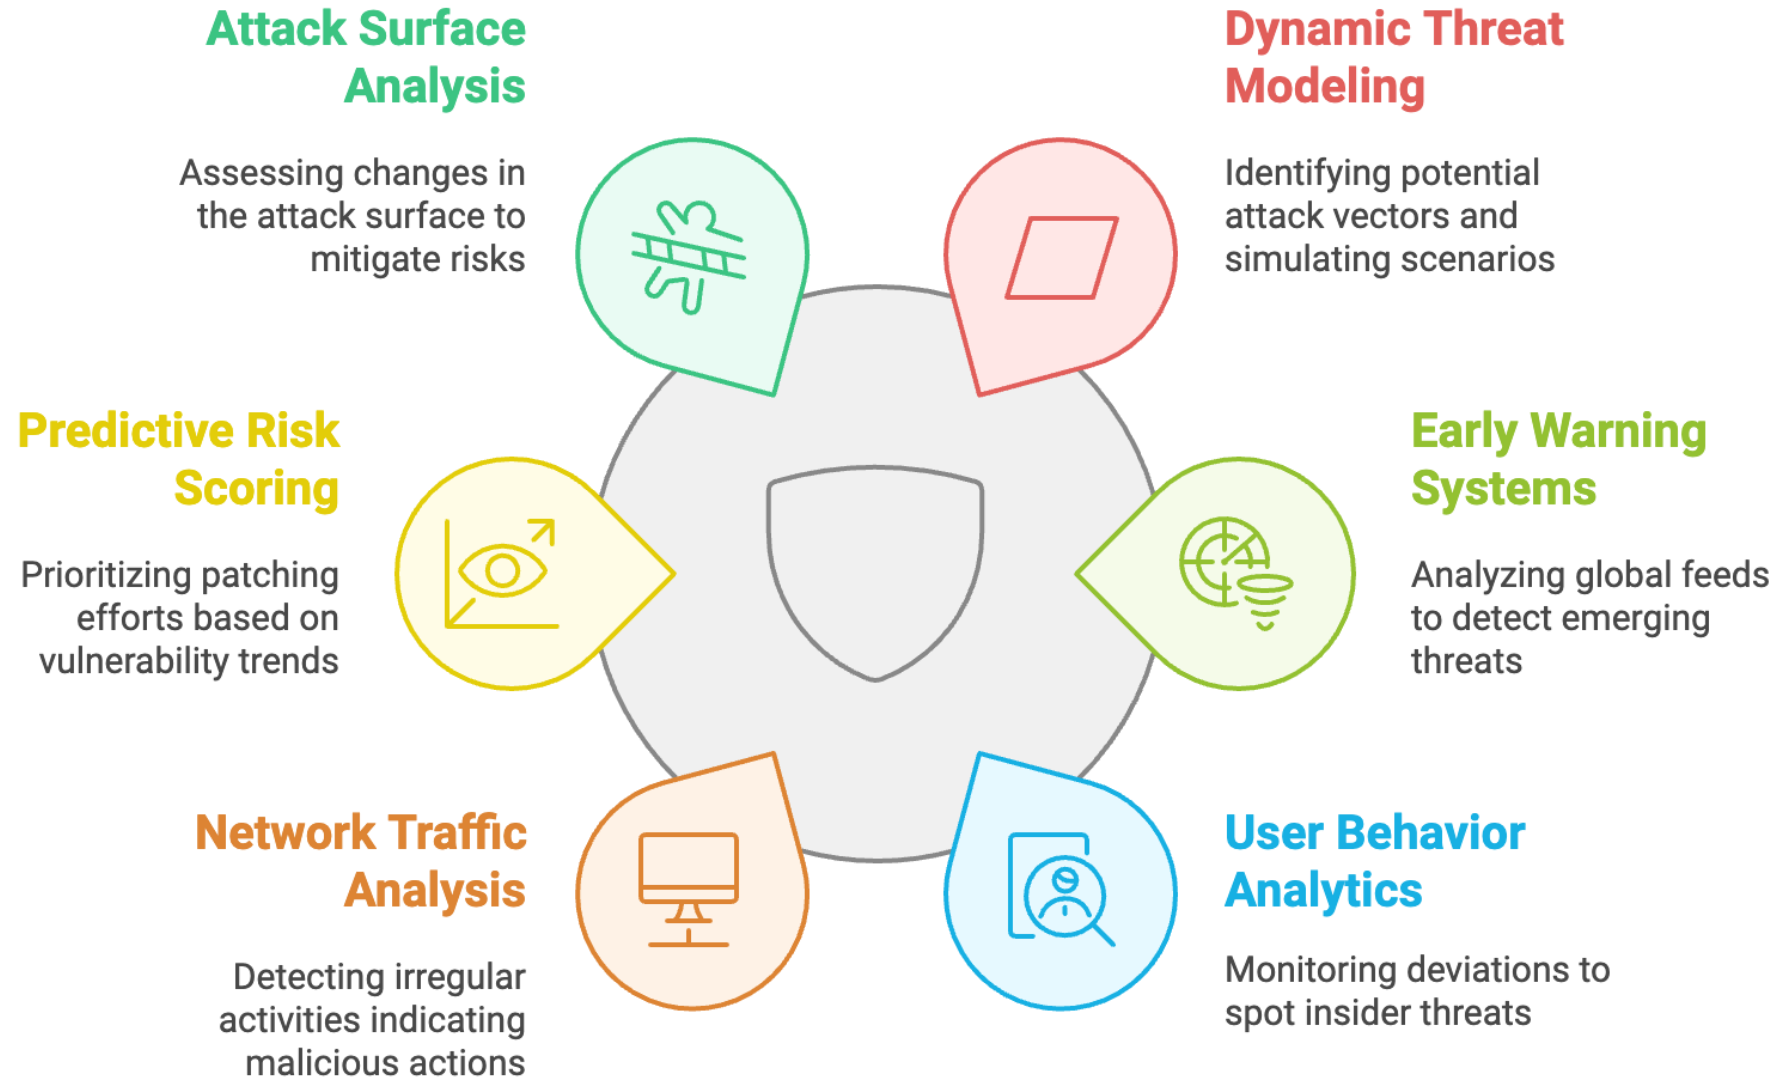 Attack Surface
Analysis
Assessing changes in
the attack surface to
mitigate risks
Dynamic Threat
Modeling
Identifying potential
attack vectors and
simulating scenarios
Predictive Risk
Scoring
Prioritizing patching
efforts based on
vulnerability trends
Early Warning
Systems
Analyzing global feeds
to detect emerging
threats
Network Traffic
Analysis
Detecting irregular
activities indicating
malicious actions
User Behavior
Analytics
Monitoring deviations to
spot insider threats